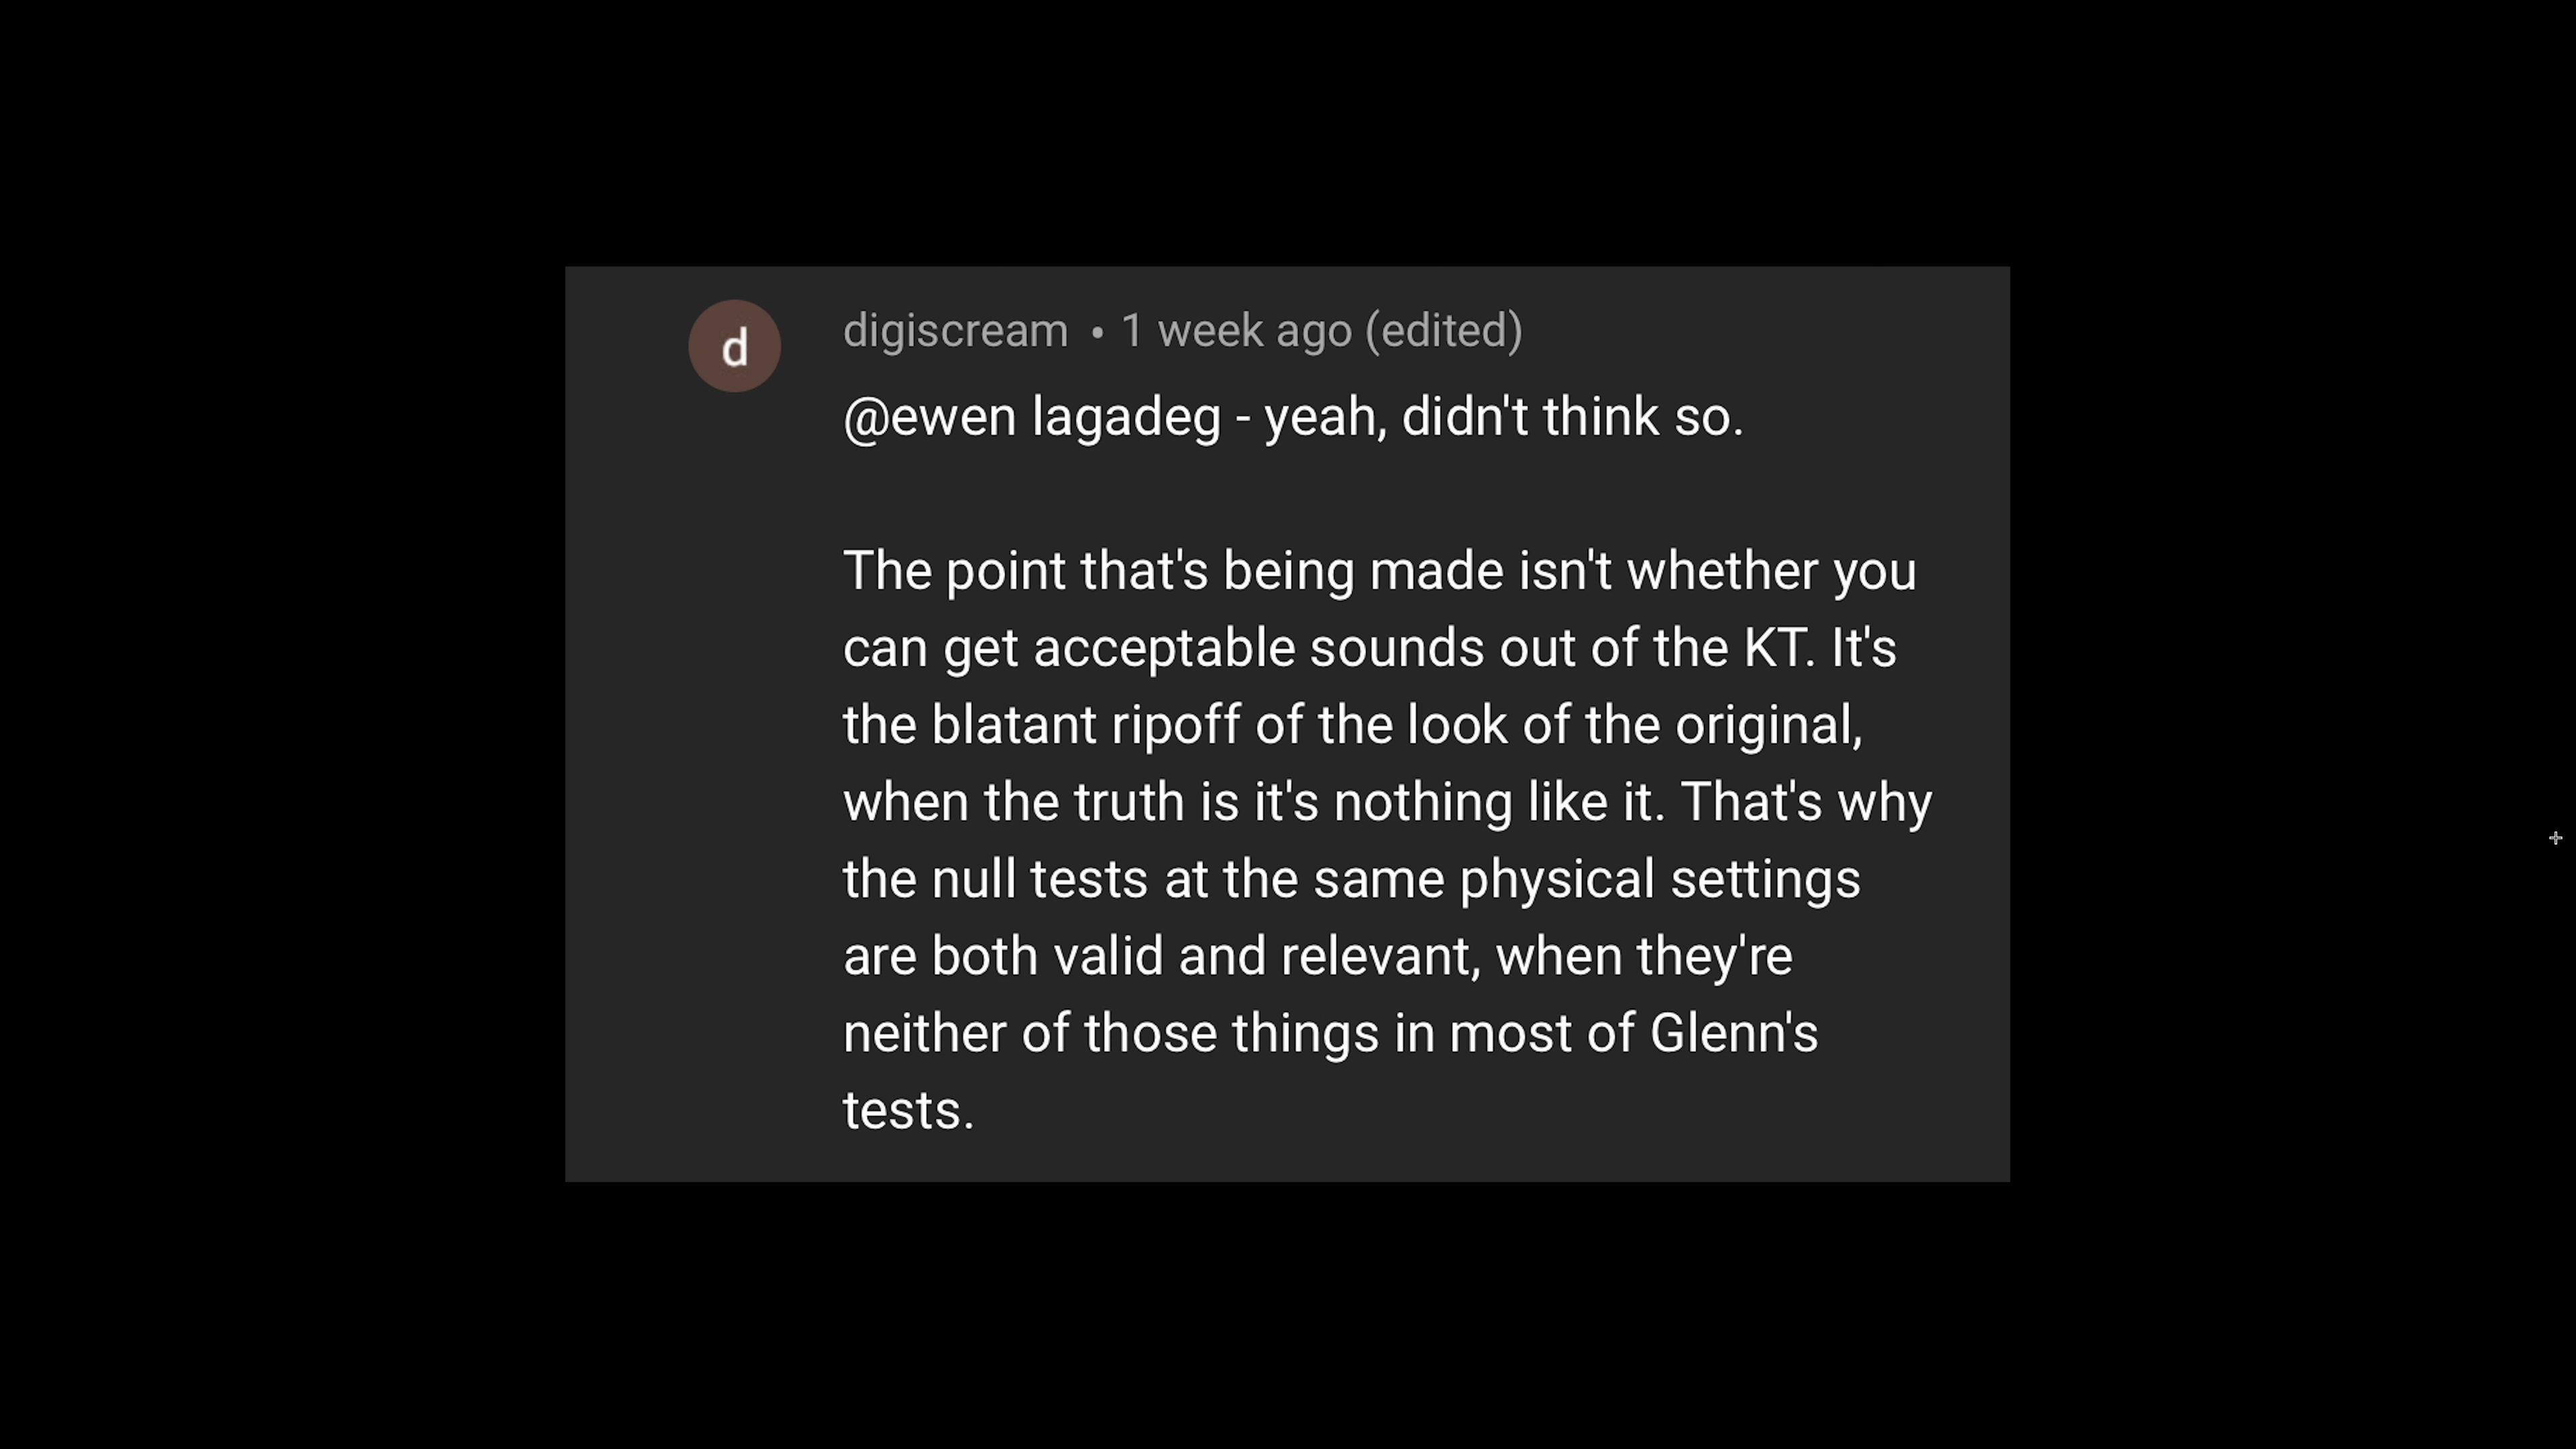 d
digiscream • 1 week ago (edited)
@ewen lagadeg - yeah, didn't think so.
The point that's being made isn't whether you
can get acceptable sounds out of the KT. It's
the blatant ripoff of the look of the original,
when the truth is it's nothing like it. That's why
the null tests at the same physical settings
are both valid and relevant, when they're
neither of those things in most of Glenn's
tests.